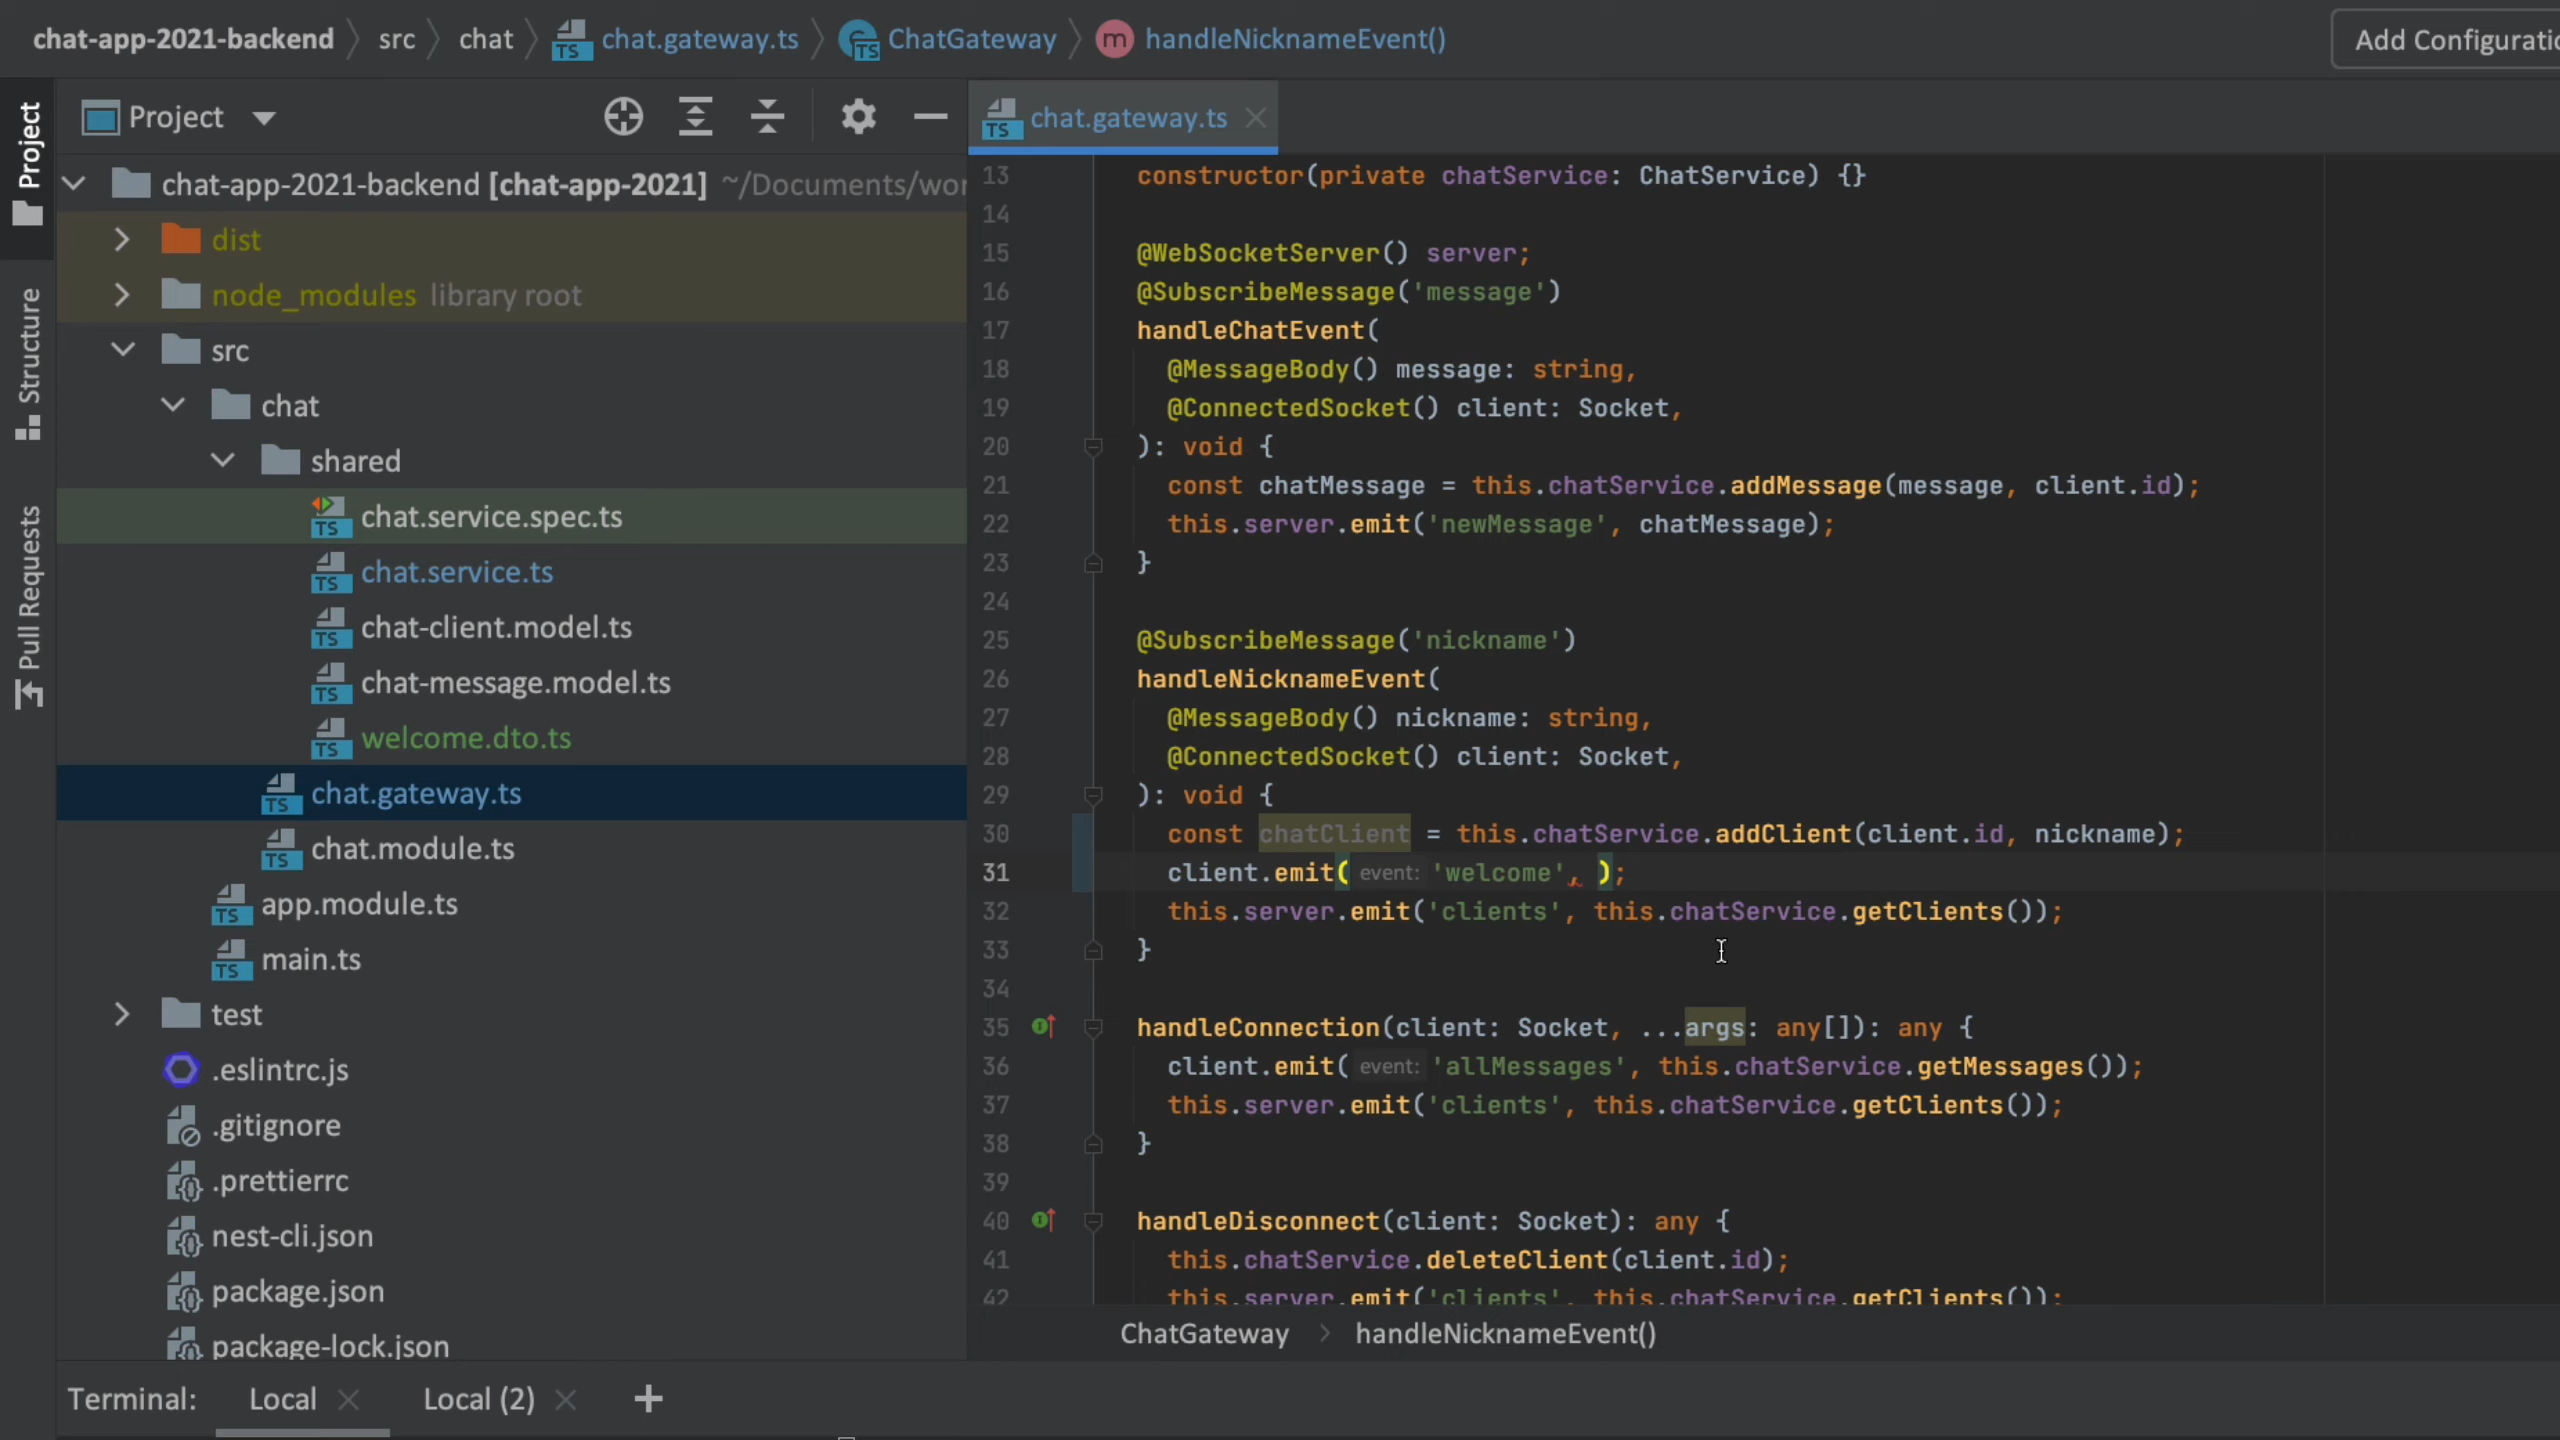 chat-app-2021-backend src chat chat.gateway.ts ChatGateway m handleNicknameEvent()
Add Configuratio
Project
Structure
Pull Requests
Project
chat-app-2021-backend [chat-app-2021] ~/Documents/wor
dist
node_modules library root
src
chat
shared
chat.service.spec.ts
chat.service.ts
chat-client.model.ts
chat-message.model.ts
welcome.dto.ts
chat.gateway.ts
chat.module.ts
app.module.ts
main.ts
test
.eslintrc.js
.gitignore
.prettierrc
nest-cli.json
package.json
package-lock.json
chat.gateway.ts
13 constructor(private chatService: ChatService) {}
14
15 @WebSocketServer() server;
16 @SubscribeMessage('message')
17 handleChatEvent(
18 @MessageBody() message: string,
19 @ConnectedSocket() client: Socket,
20 ): void {
21 const chatMessage = this.chatService.addMessage(message, client.id);
22 this.server.emit('newMessage', chatMessage);
23 }
24
25 @SubscribeMessage('nickname')
26 handleNicknameEvent(
27 @MessageBody() nickname: string,
28 @ConnectedSocket() client: Socket,
29 ): void {
30 const chatClient = this.chatService.addClient(client.id, nickname);
31 client.emit( event: 'welcome', );
32 this.server.emit('clients', this.chatService.getClients());
33 }
34
35 handleConnection(client: Socket, ...args: any[]): any {
36 client.emit( event: 'allMessages', this.chatService.getMessages());
37 this.server.emit('clients', this.chatService.getClients());
38 }
39
40 handleDisconnect(client: Socket): any {
41 this.chatService.deleteClient(client.id);
42 this.server.emit('clients', this.chatService.getClients());
ChatGateway handleNicknameEvent()
Terminal: Local Local (2)